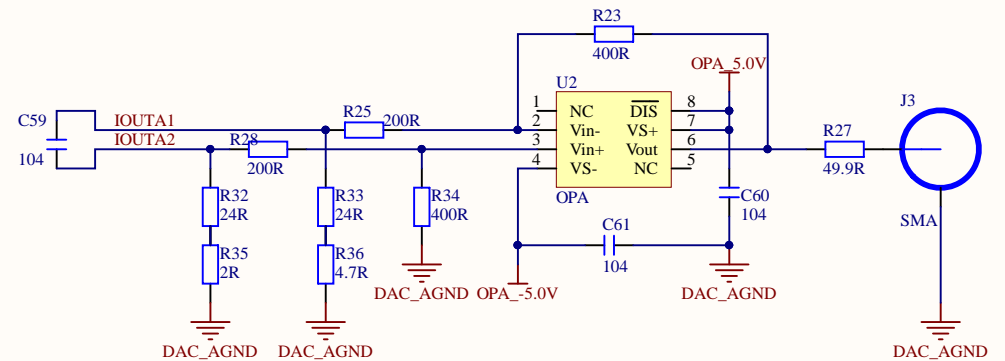 R23
400R
OPA_5.0V
U2
C59
104
IOUTA1
IOUTA2
R25
200R
R28
200R
1
2
3
4
NC
Vin-
Vin+
VS-
DIS
VS+
Vout
NC
8
7
6
5
OPA
R27
49.9R
J3
SMA
R32
24R
R33
24R
R34
400R
R35
2R
R36
4.7R
C60
104
C61
104
DAC_AGND
OPA_-5.0V
DAC_AGND
DAC_AGND
DAC_AGND
DAC_AGND